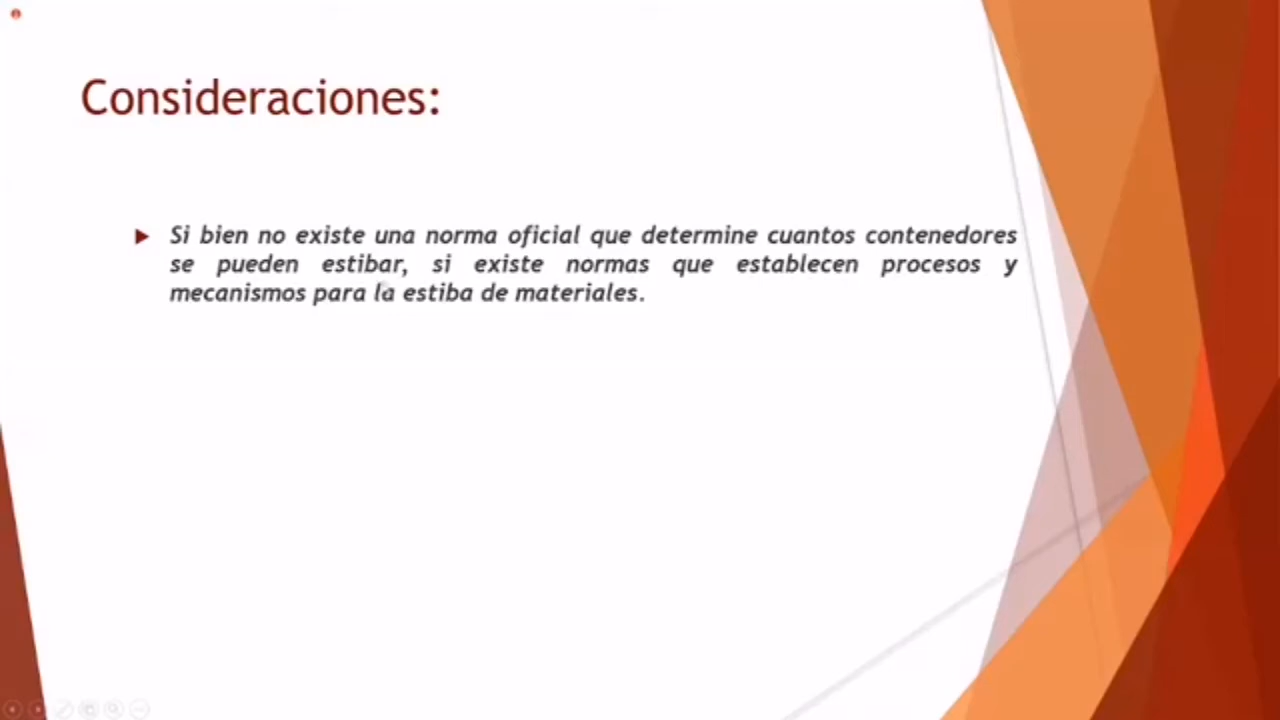 Consideraciones:
Si bien no existe una norma oficial que determine cuantos contenedores
se pueden estibar, si existe normas que establecen procesos y
mecanismos para la estiba de materiales.